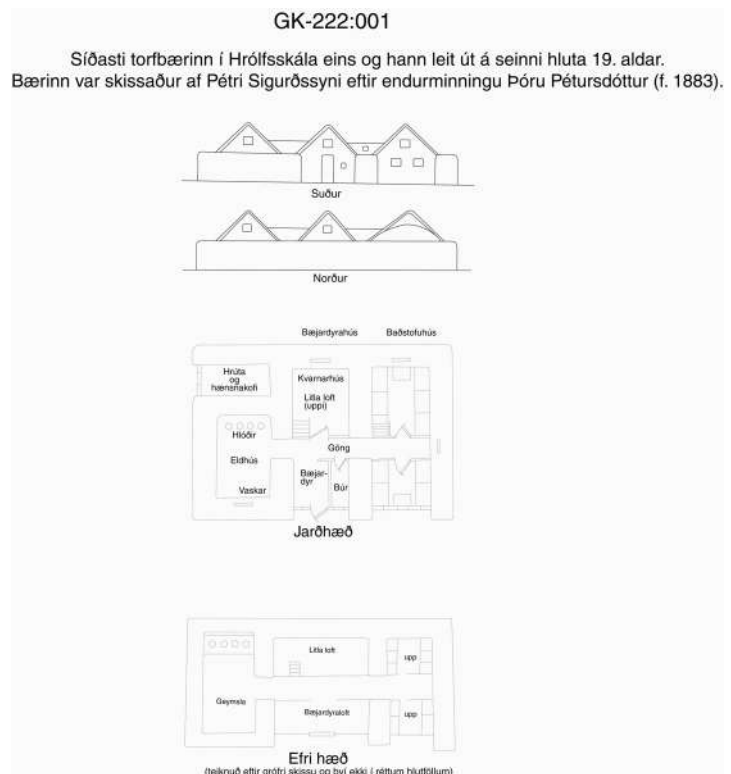 GK-222:001
Síðasti torfbærinn í Hrólfsskála eins og hann leit út á seinni hluta 19. aldar.
Bærinn var skissaður af Pétri Sigurðssyni eftir endurminningu Þóru Pétursdóttur (f. 1883).
Suður
Norður
Bæjardyrahús
Baðstofuhús
Hrúta
og
hænsnakofi
Kvarnarhús
Litla loft
(uppi)
Hlóðir
Göng
Eldhús
Bæjar-
dyr
Búr
Vaskar
Jarðhæð
Litla loft
upp
Geymsla
Bæjardyraloft
upp
Efri hæð
(teiknuð eftir grófri skissu og því ekki í réttum hlutföllum)